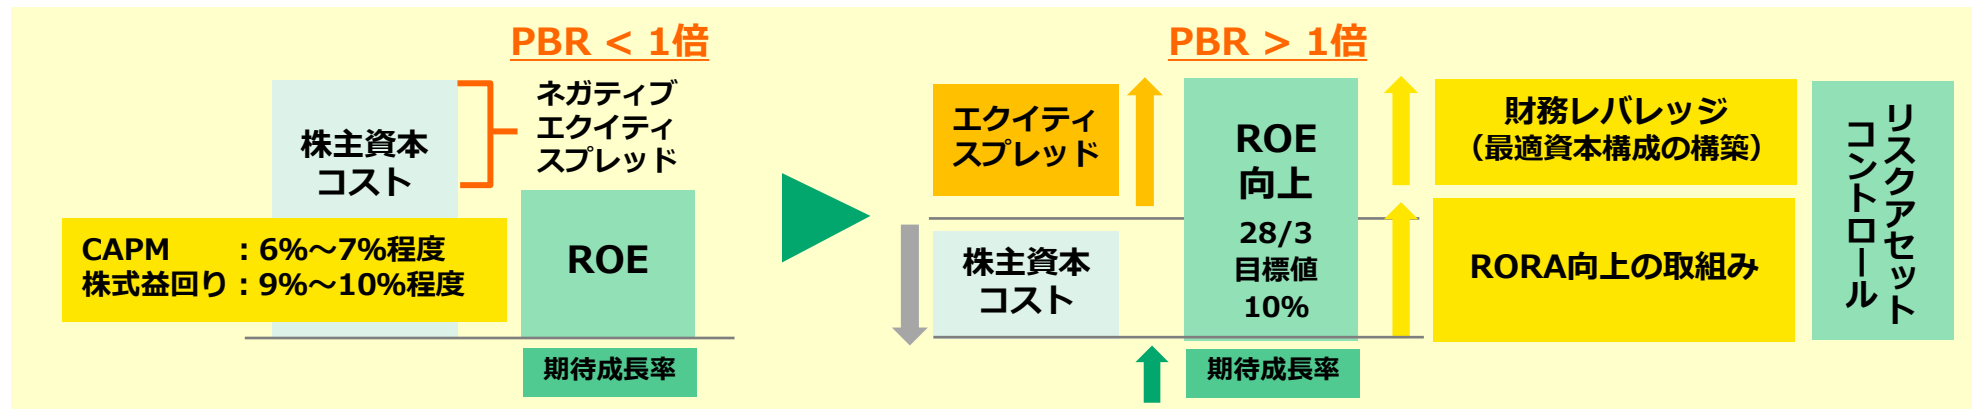 PBR < 1倍
株主資本
コスト
ネガティブ
エクイティ
スプレッド
CAPM ：6%～7%程度
株式益回り：9%～10%程度
ROE
期待成長率
PBR > 1倍
エクイティ
スプレッド
株主資本
コスト
ROE
向上
28/3
目標値
10%
期待成長率
財務レバレッジ
（最適資本構成の構築）
RORA向上の取組み
リスクアセット
コントロール